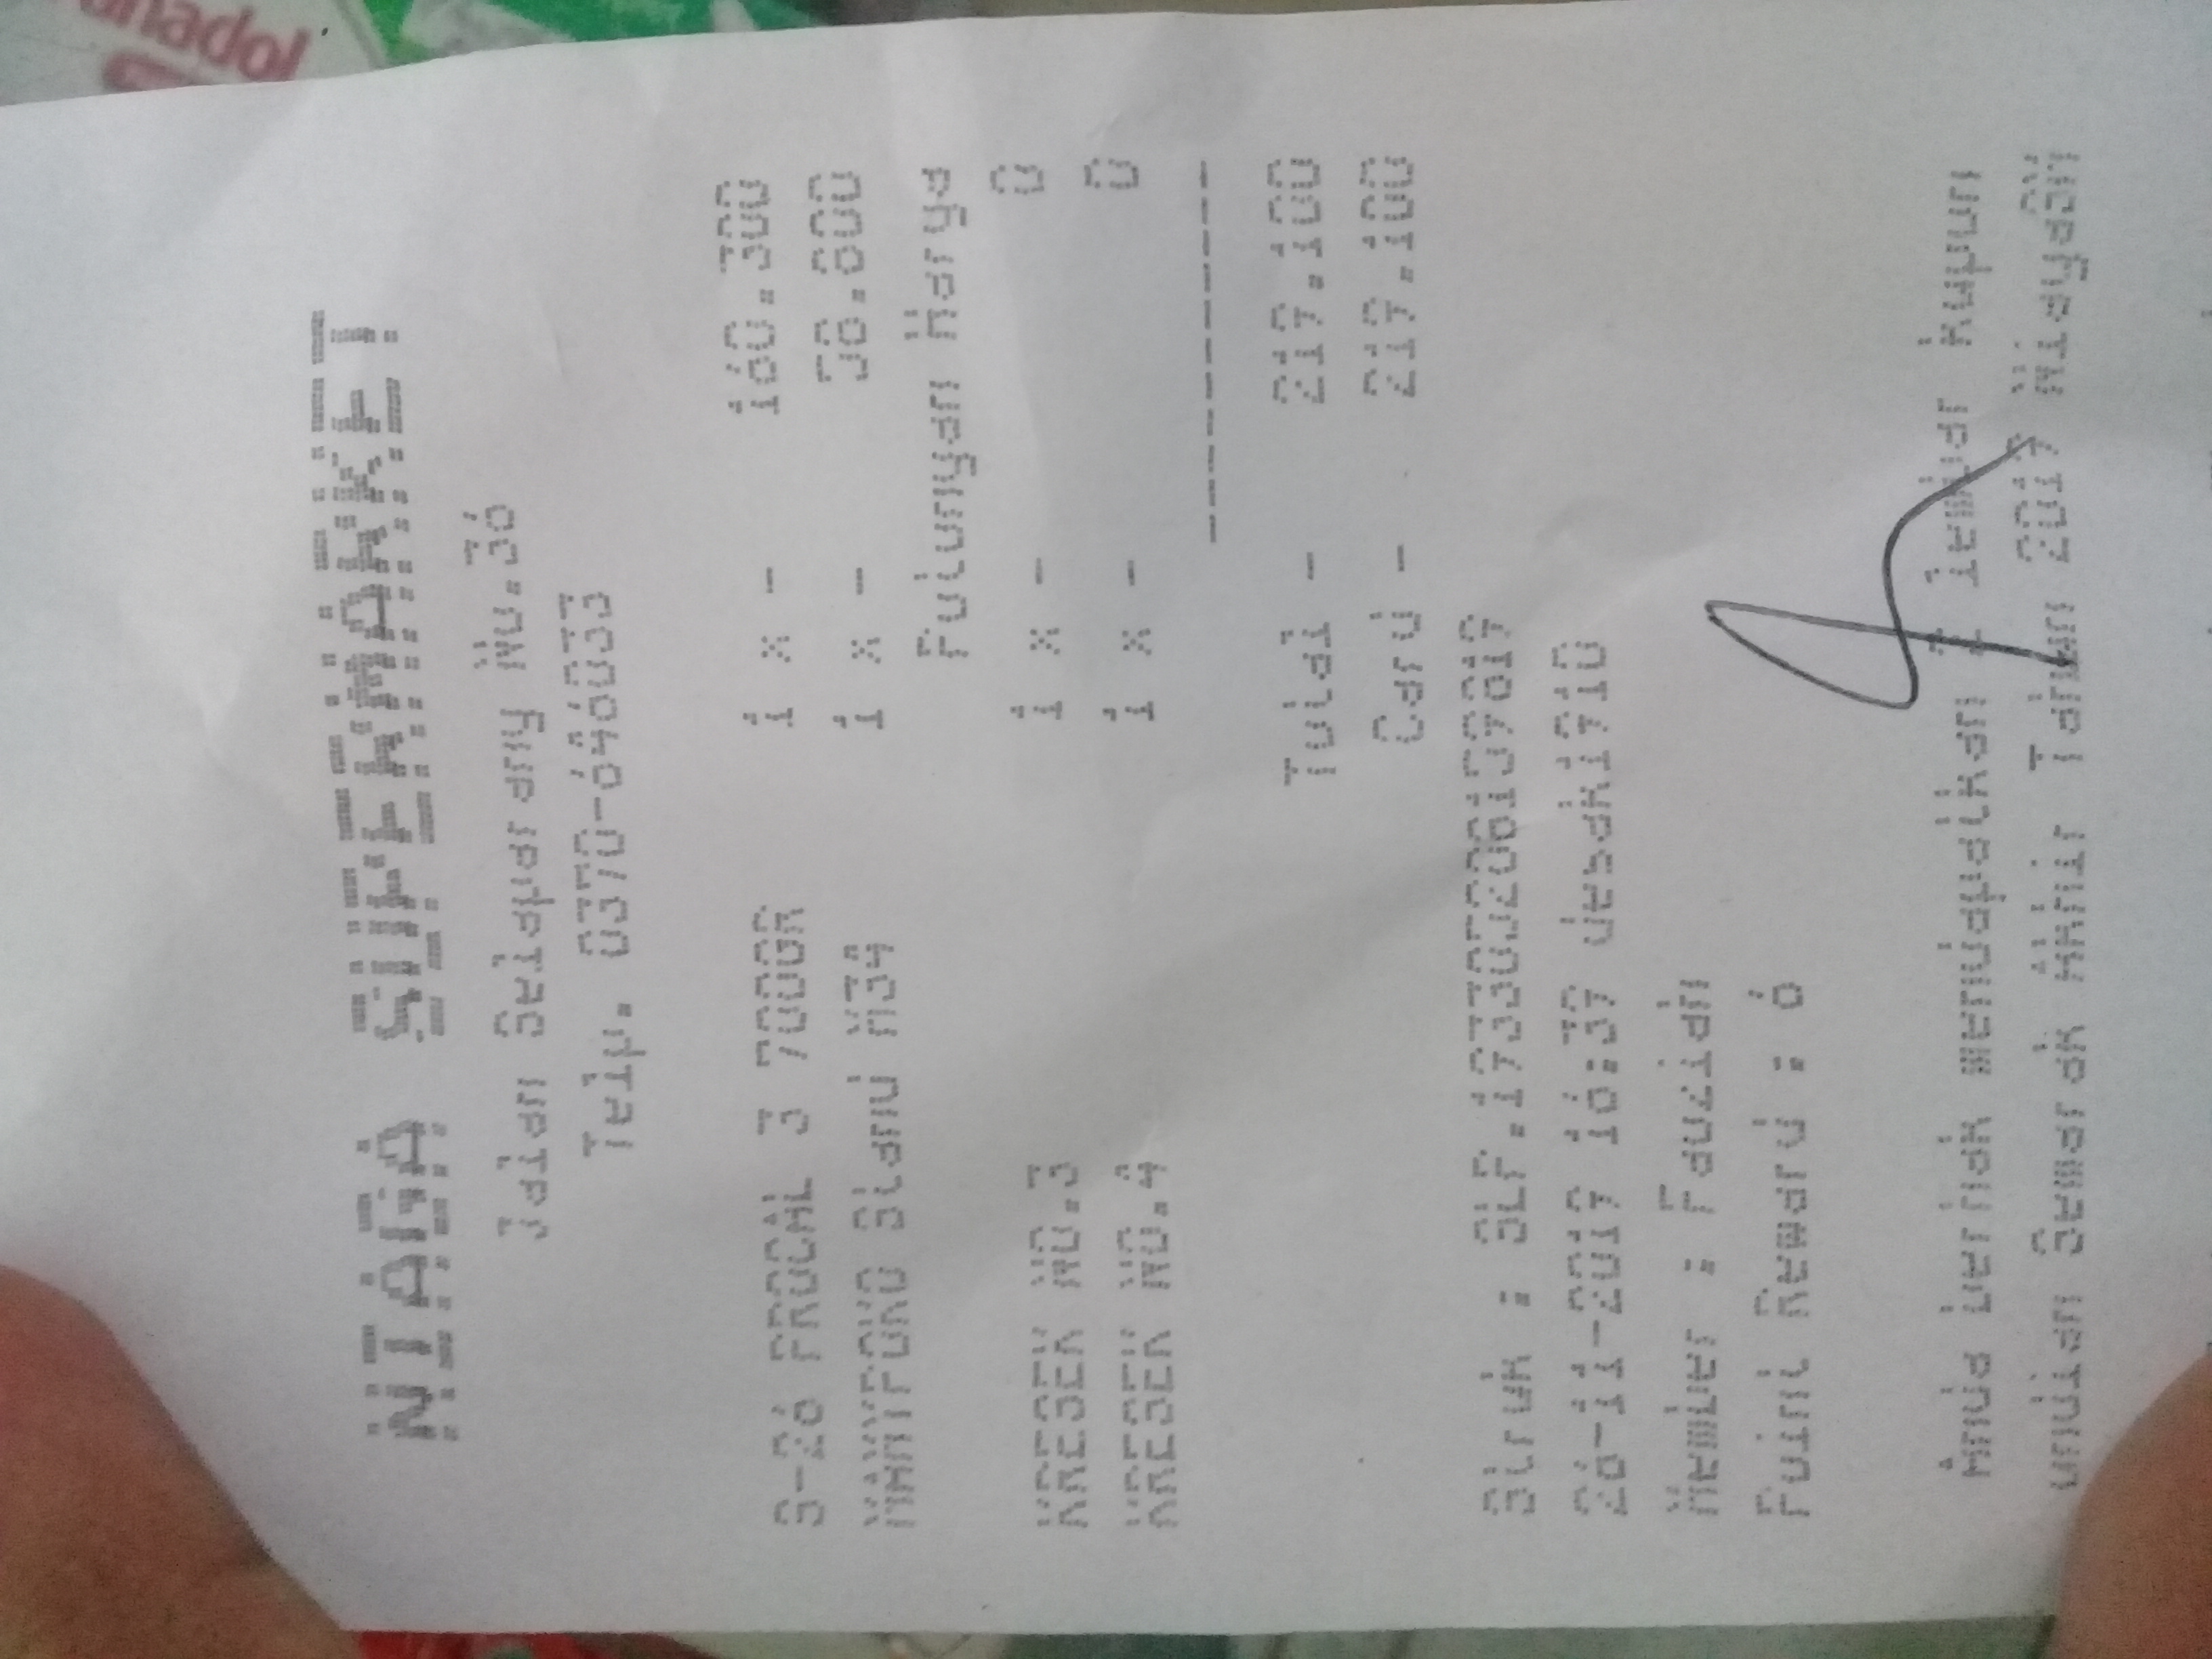 NIAGA SUPERMARKET
Jalan Selaparang No.36
Telp. 0370-646033
S-26 PROCAL 3 700GR 1 x - 160.300
MAMYPOKO Stand M34 1 x - 58.800
Potongan Harga
KRESEK NO.3 1 x - 0
KRESEK NO.4 1 x - 0
Total - 219.100
Card - 219.100
Struk :
26-11-2019 16:39 desak1910
Member : Fauziah
Point Reward : 6
Anda berhak mendapatkan 2 lembar kupon
undian Semarak Akhir Tahun 2019 NiagaSM